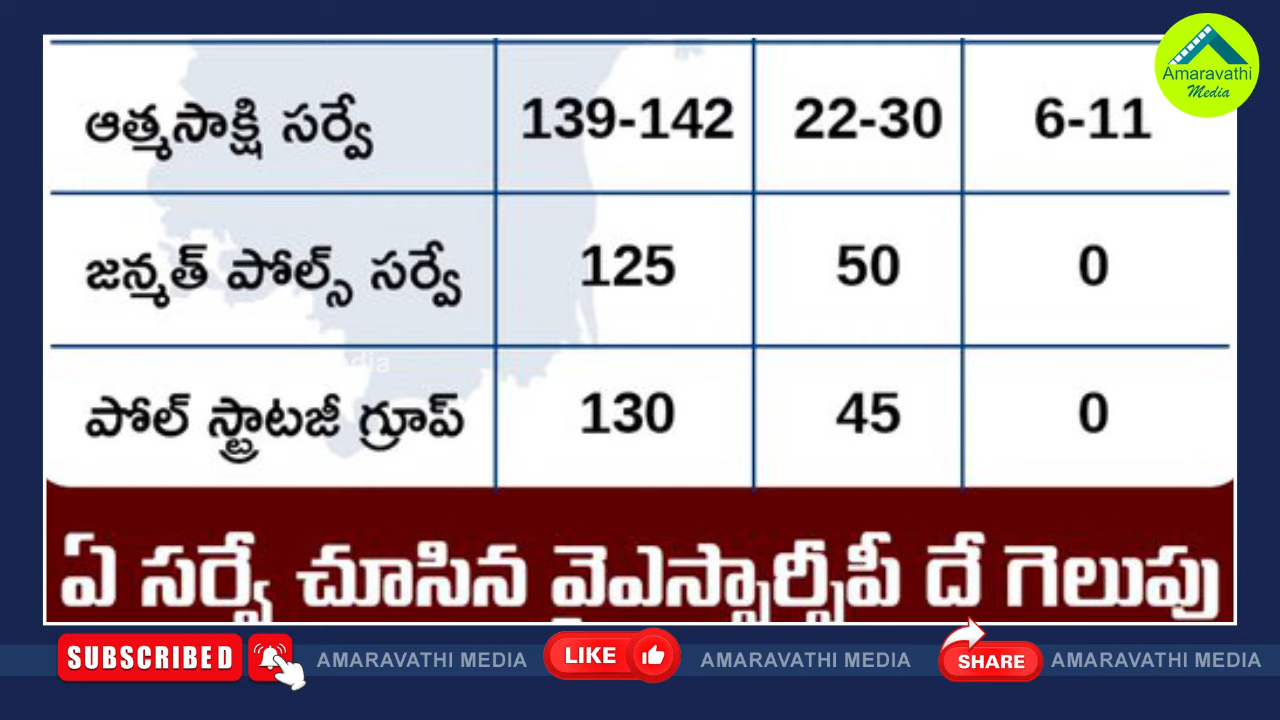 Amaravathi
Media
ఆత్మసాక్షి సర్వే 139-142 22-30 6-11
జన్మత్ పోల్స్ సర్వే 125 50 0
పోల్ స్ట్రాటజీ గ్రూప్ 130 45 0
ఏ సర్వే చూసిన వైఎస్సార్సీపీ దే గెలుపు
SUBSCRIBED AMARAVATHI MEDIA LIKE AMARAVATHI MEDIA SHARE AMARAVATHI MEDIA